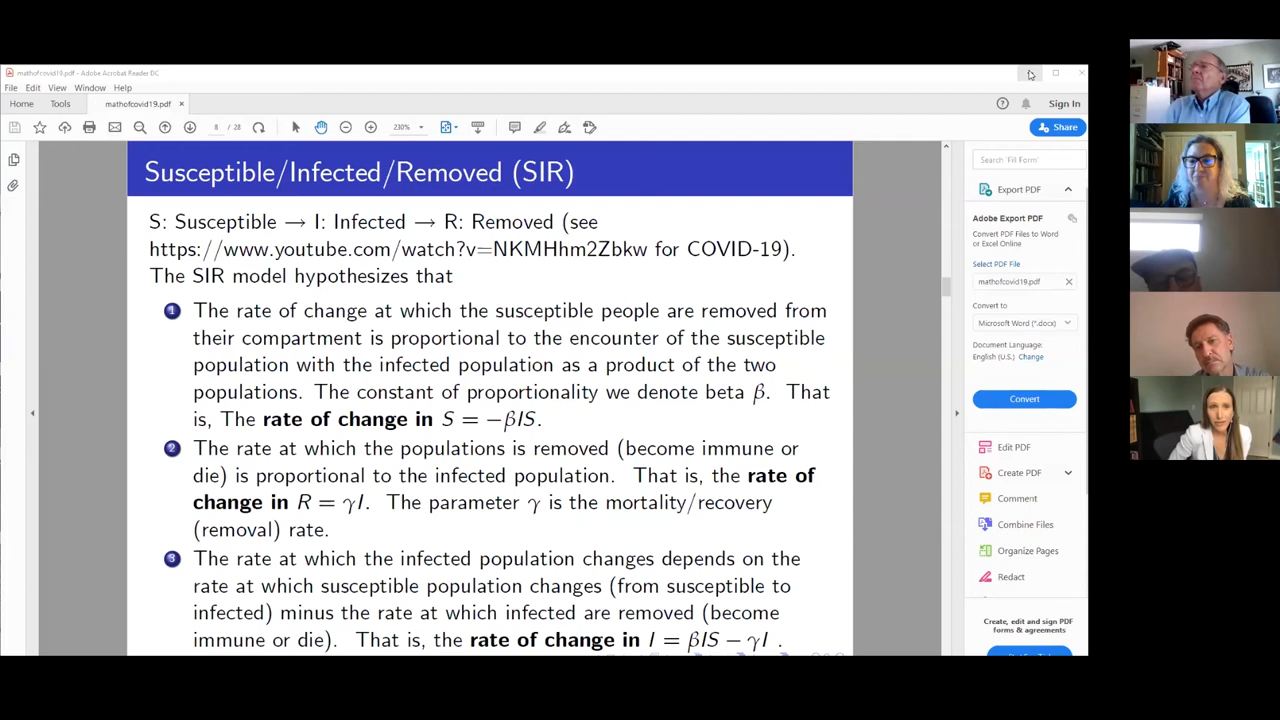 mathofcovid19.pdf - Adobe Acrobat Reader DC
File Edit View Window Help
Home Tools mathofcovid19.pdf × Sign In
8 / 28 230% Share
Susceptible/Infected/Removed (SIR)
S: Susceptible → I: Infected → R: Removed (see
https://www.youtube.com/watch?v=NKMHhm2Zbkw for COVID-19).
The SIR model hypothesizes that
1 The rate of change at which the susceptible people are removed from
their compartment is proportional to the encounter of the susceptible
population with the infected population as a product of the two
populations. The constant of proportionality we denote beta β. That
is, The rate of change in S = −βIS.
2 The rate at which the populations is removed (become immune or
die) is proportional to the infected population. That is, the rate of
change in R = γI. The parameter γ is the mortality/recovery
(removal) rate.
3 The rate at which the infected population changes depends on the
rate at which susceptible population changes (from susceptible to
infected) minus the rate at which infected are removed (become
immune or die). That is, the rate of change in I = βIS − γI .
Search 'Fill Form'
Export PDF
Adobe Export PDF
Convert PDF Files to Word
or Excel Online
Select PDF File
mathofcovid19.pdf ×
Convert to
Microsoft Word (*.docx)
Document Language:
English (U.S.) Change
Convert
Edit PDF
Create PDF
Comment
Combine Files
Organize Pages
Redact
Create, edit and sign PDF
forms & agreements